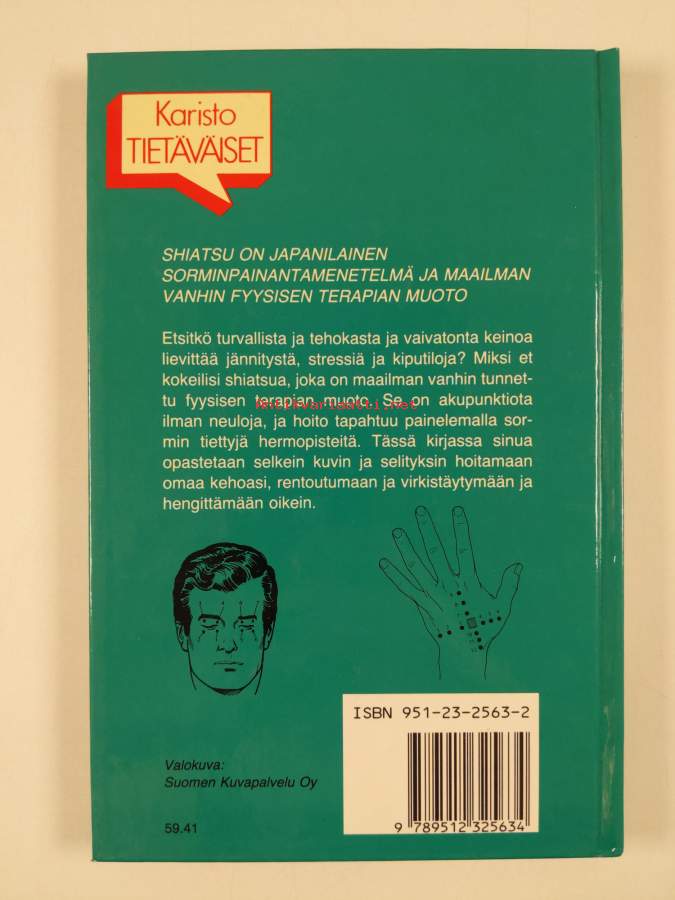 Karisto
TIETÄVÄISET
SHIATSU ON JAPANILAINEN
SORMINPAINANTAMENETELMÄ JA MAAILMAN
VANHIN FYYSISEN TERAPIAN MUOTO
Etsitkö turvallista ja tehokasta ja vaivatonta keinoa
lievittää jännitystä, stressiä ja kiputiloja? Miksi et
kokeilisi shiatsua, joka on maailman vanhin tunnet-
tu fyysisen terapian muoto. Se on akupunktiota
Antikvariaatti.net
ilman neuloja, ja hoito tapahtuu painelemalla sor-
min tiettyjä hermopisteitä. Tässä kirjassa sinua
opastetaan selkein kuvin ja selityksin hoitamaan
omaa kehoasi, rentoutumaan ja virkistäytymään ja
hengittämään oikein.
ISBN 951-23-2563-2
Valokuva:
Suomen Kuvapalvelu Oy
59.41
9 789512 325634